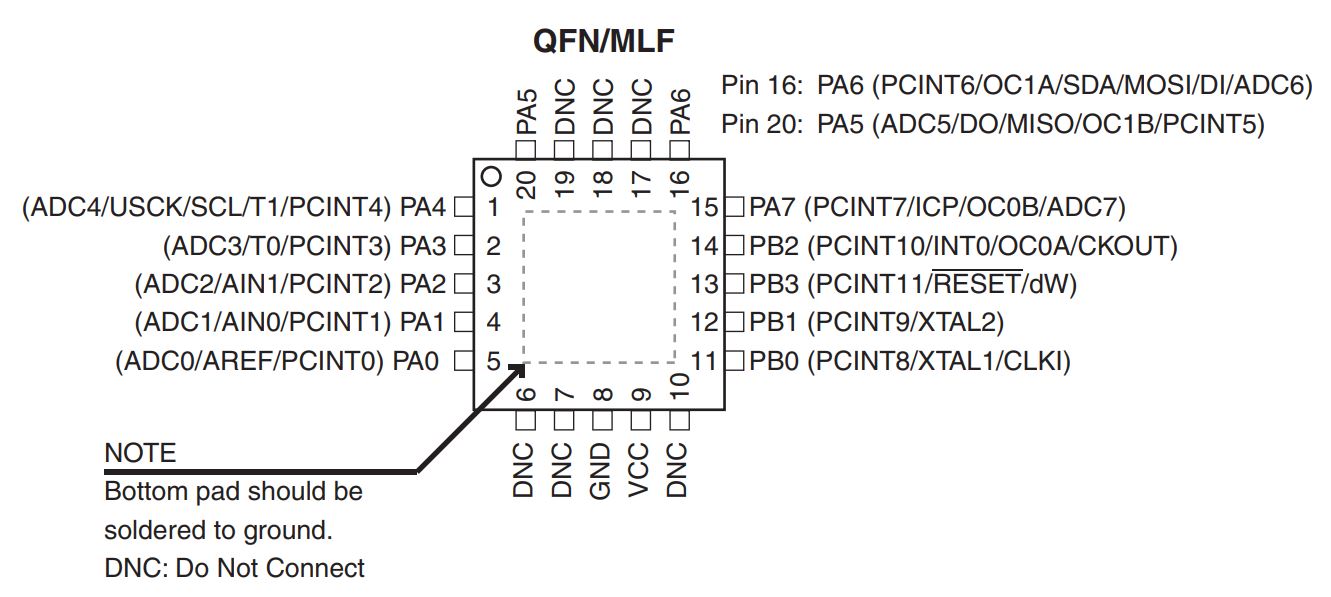 QFN/MLF
Pin 16: PA6 (PCINT6/OC1A/SDA/MOSI/DI/ADC6)
Pin 20: PA5 (ADC5/DO/MISO/OC1B/PCINT5)
PA5
DNC
DNC
DNC
PA6
20
19
18
17
16
(ADC4/USCK/SCL/T1/PCINT4) PA4 1
(ADC3/T0/PCINT3) PA3 2
(ADC2/AIN1/PCINT2) PA2 3
(ADC1/AIN0/PCINT1) PA1 4
(ADC0/AREF/PCINT0) PA0 5
15 PA7 (PCINT7/ICP/OC0B/ADC7)
14 PB2 (PCINT10/INT0/OC0A/CKOUT)
13 PB3 (PCINT11/RESET/dW)
12 PB1 (PCINT9/XTAL2)
11 PB0 (PCINT8/XTAL1/CLKI)
6
7
8
9
10
DNC
DNC
GND
VCC
DNC
NOTE
Bottom pad should be
soldered to ground.
DNC: Do Not Connect